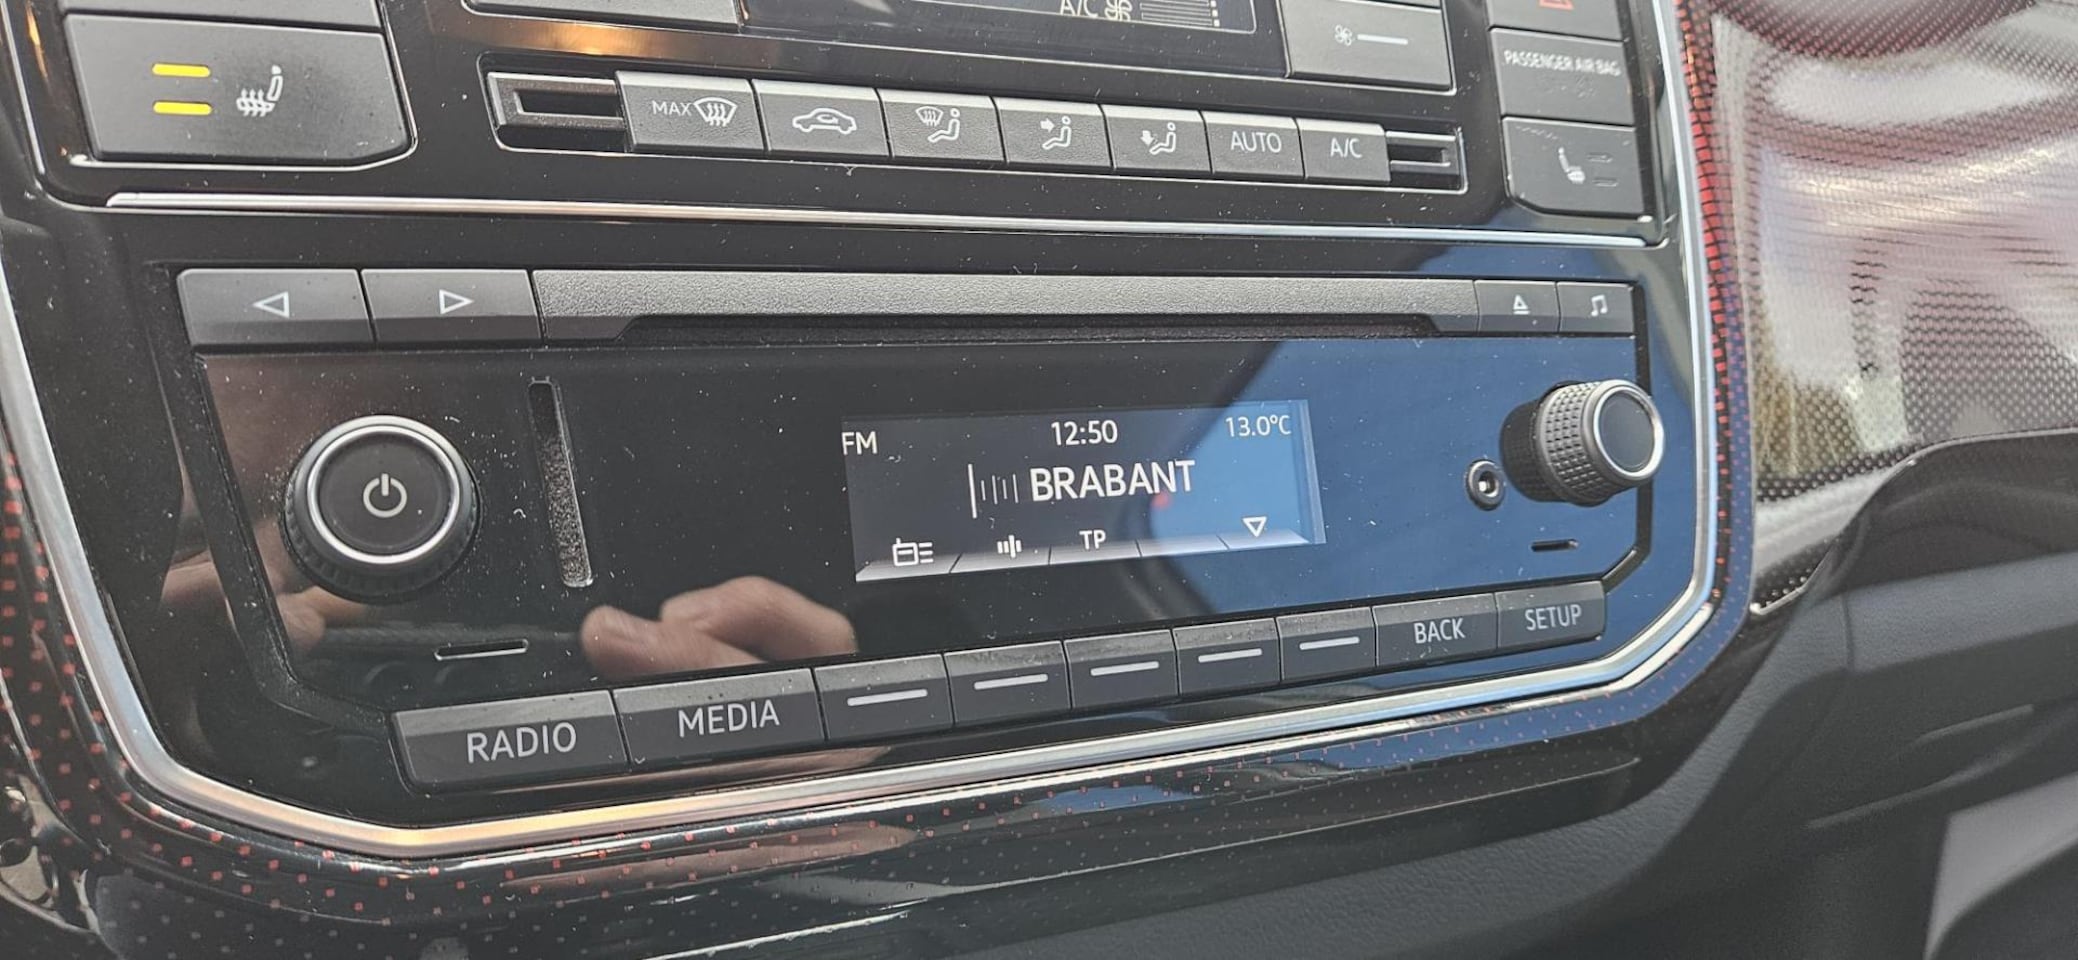 A/C
PASSENGER AIR BAG
MAX
AUTO
A/C
FM
12:50
13.0°C
BRABANT
TP
RADIO
MEDIA
BACK
SETUP